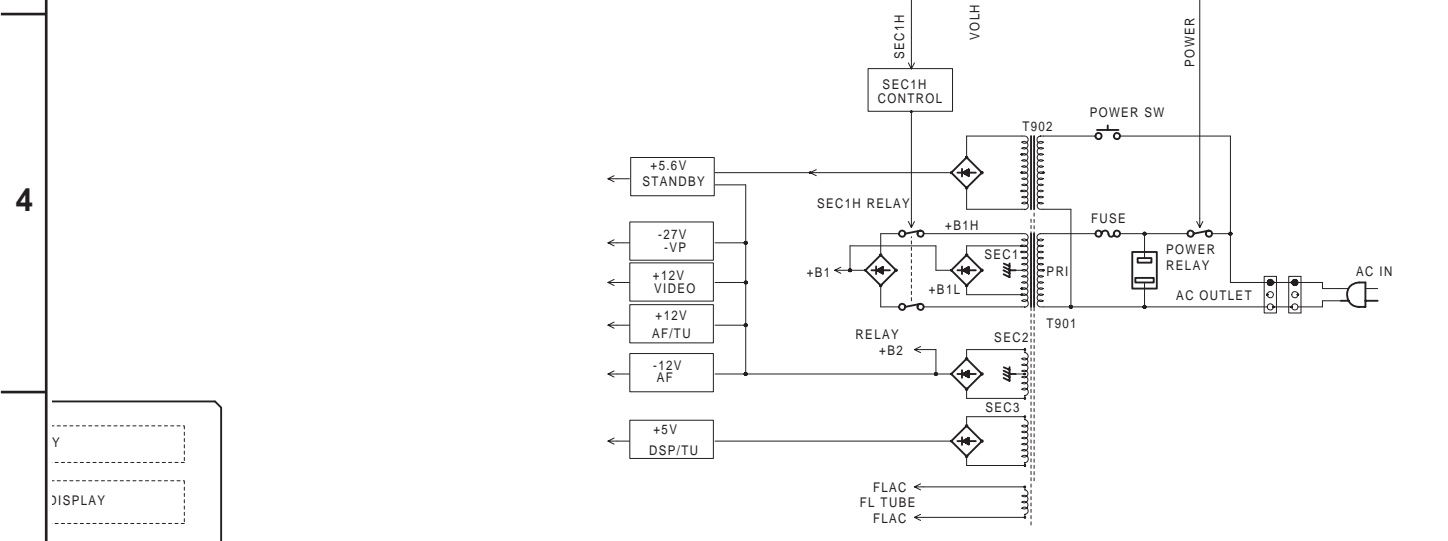 SEC1H
VOLH
POWER
SEC1H
CONTROL
POWER SW
T902
+5.6V
STANDBY
4
SEC1H RELAY
+B1H
FUSE
-27V
-VP
SEC1
POWER
RELAY
+B1
PRI
AC IN
+12V
VIDEO
+B1L
AC OUTLET
+12V
AF/TU
T901
RELAY
SEC2
+B2
-12V
AF
SEC3
+5V
DSP/TU
Y
DISPLAY
FLAC
FL TUBE
FLAC